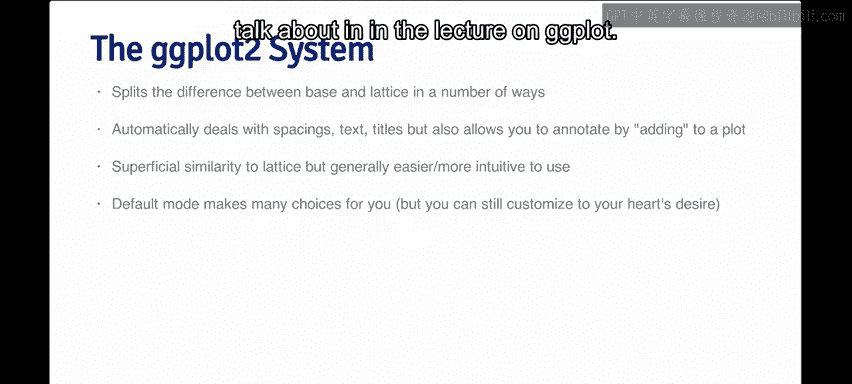 talk about in in the lecture on ggplot.
The ggplot2 System
· Splits the difference between base and lattice in a number of ways
· Automatically deals with spacings, text, titles but also allows you to annotate by "adding" to a plot
· Superficial similarity to lattice but generally easier/more intuitive to use
· Default mode makes many choices for you (but you can still customize to your heart's desire)